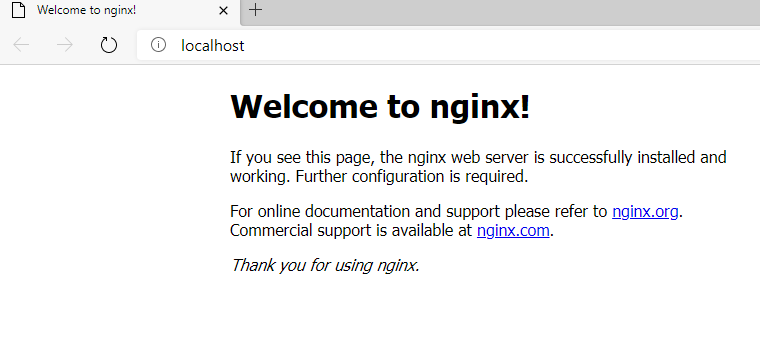 Welcome to nginx!
localhost
Welcome to nginx!
If you see this page, the nginx web server is successfully installed and
working. Further configuration is required.
For online documentation and support please refer to nginx.org.
Commercial support is available at nginx.com.
Thank you for using nginx.